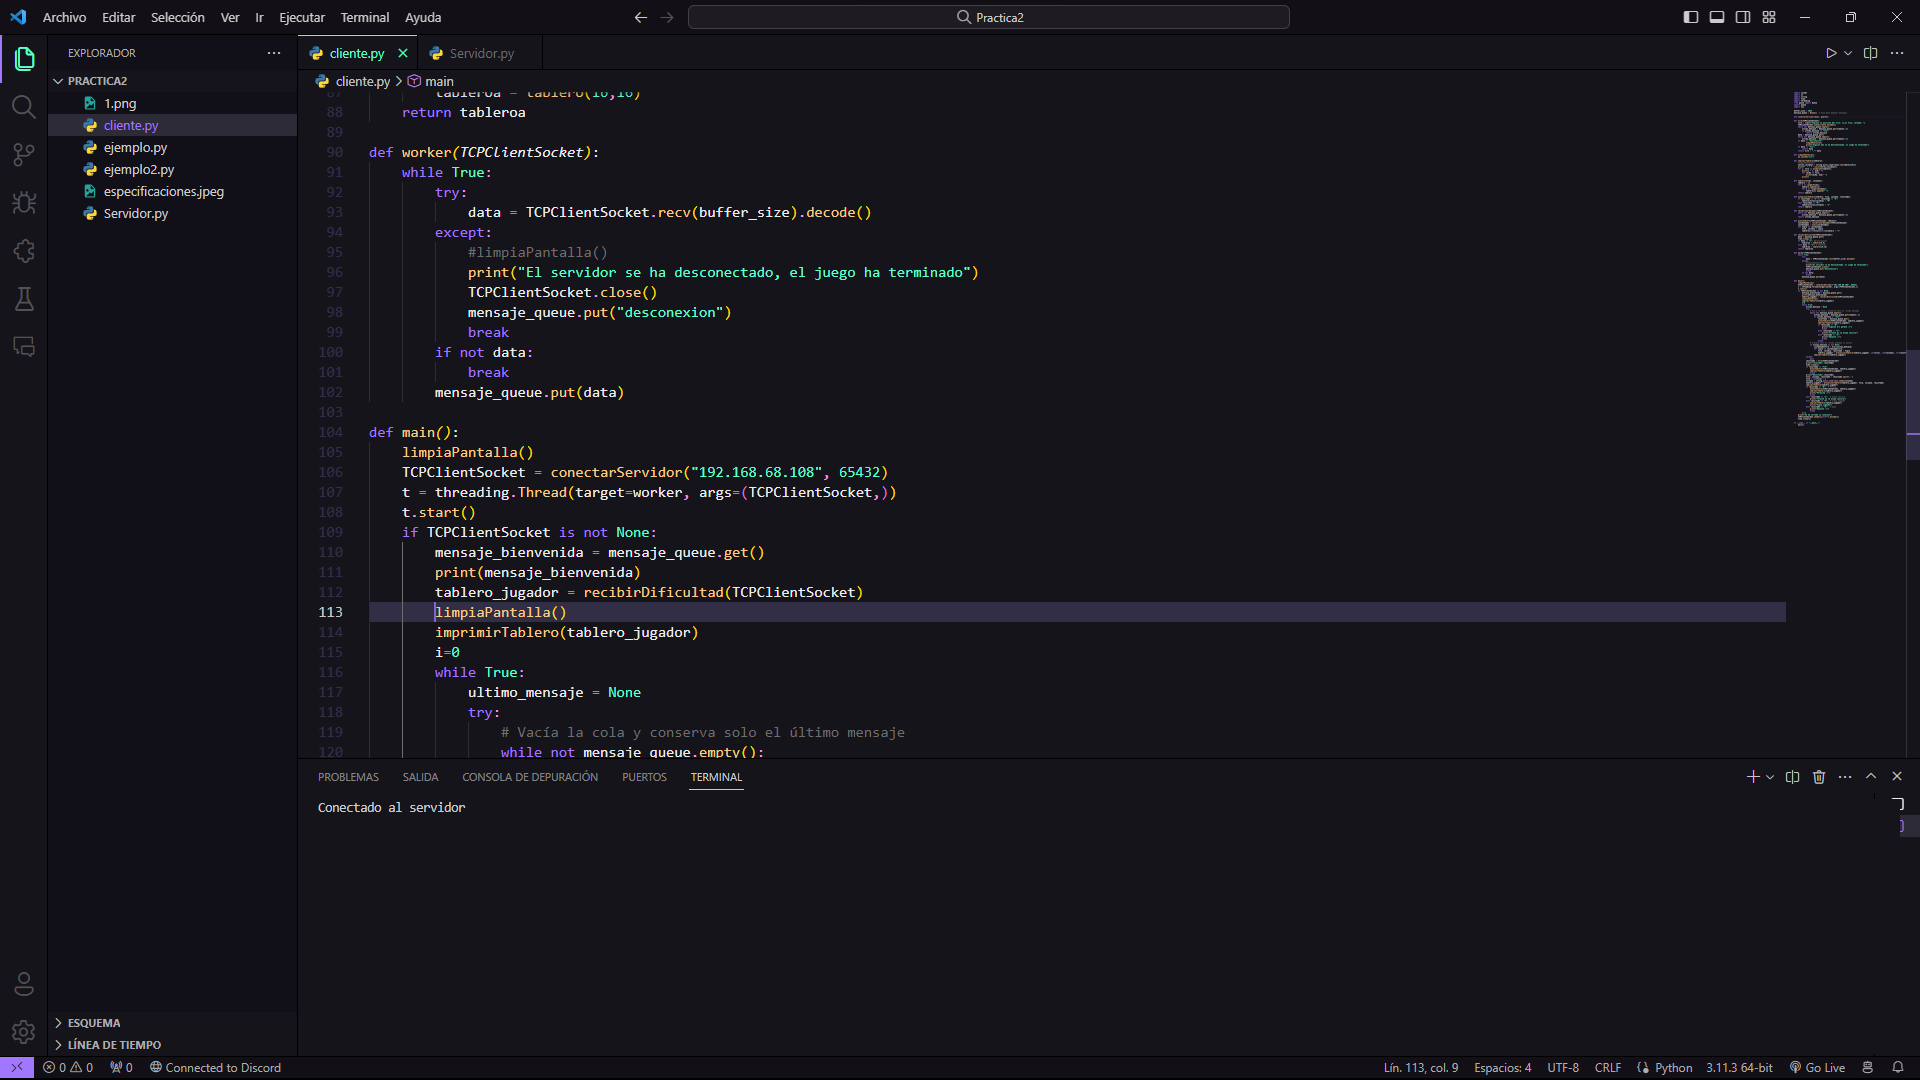 Archivo Editar Selección Ver Ir Ejecutar Terminal Ayuda
Practica2
EXPLORADOR
PRACTICA2
1.png
cliente.py
ejemplo.py
ejemplo2.py
especificaciones.jpeg
Servidor.py
ESQUEMA
LÍNEA DE TIEMPO
cliente.py Servidor.py
cliente.py > main
87 tableroa = tablero(16,16)
88 return tableroa
89
90 def worker(TCPClientSocket):
91 while True:
92 try:
93 data = TCPClientSocket.recv(buffer_size).decode()
94 except:
95 #limpiaPantalla()
96 print("El servidor se ha desconectado, el juego ha terminado")
97 TCPClientSocket.close()
98 mensaje_queue.put("desconexion")
99 break
100 if not data:
101 break
102 mensaje_queue.put(data)
103
104 def main():
105 limpiaPantalla()
106 TCPClientSocket = conectarServidor("192.168.68.108", 65432)
107 t = threading.Thread(target=worker, args=(TCPClientSocket,))
108 t.start()
109 if TCPClientSocket is not None:
110 mensaje_bienvenida = mensaje_queue.get()
111 print(mensaje_bienvenida)
112 tablero_jugador = recibirDificultad(TCPClientSocket)
113 limpiaPantalla()
114 imprimirTablero(tablero_jugador)
115 i=0
116 while True:
117 ultimo_mensaje = None
118 try:
119 # Vacía la cola y conserva solo el último mensaje
120 while not mensaje_queue.empty():
PROBLEMAS SALIDA CONSOLA DE DEPURACIÓN PUERTOS TERMINAL
Conectado al servidor
0 0 0 Connected to Discord
Lín. 113, col. 9 Espacios: 4 UTF-8 CRLF Python 3.11.3 64-bit Go Live